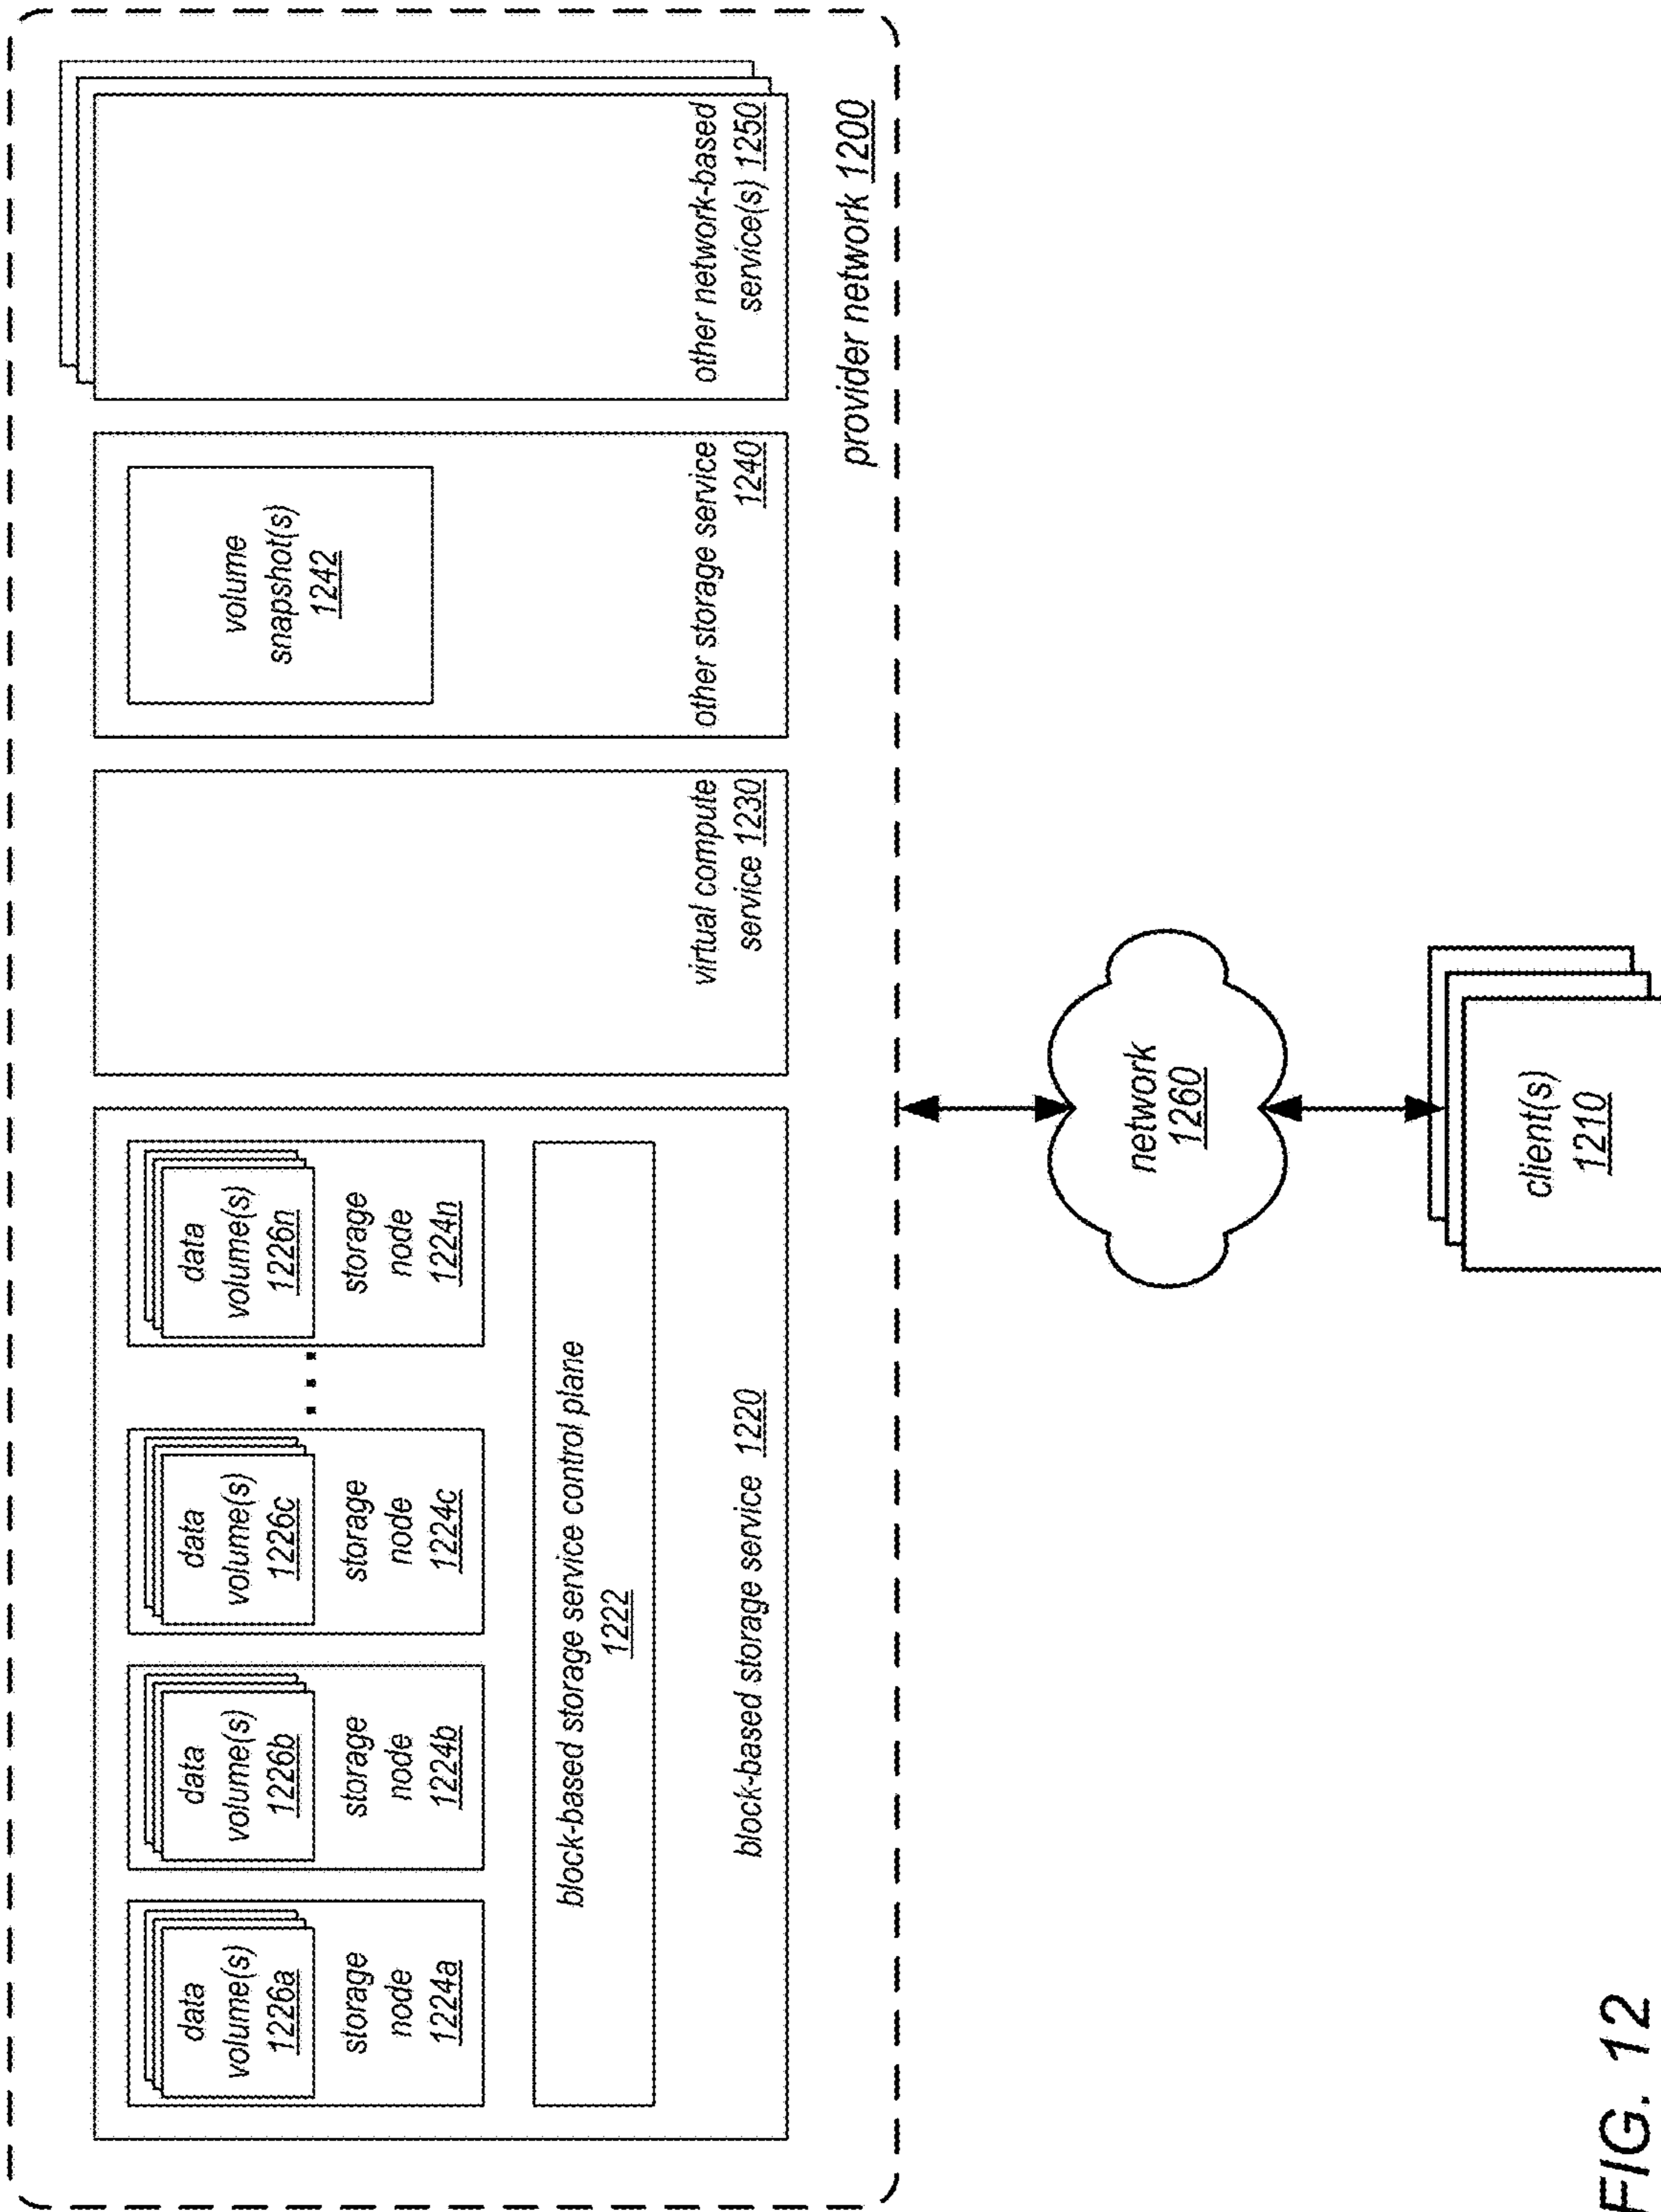 data
volume(s)
1226a
storage
node
1224a
data
volume(s)
1226b
storage
node
1224b
data
volume(s)
1226c
storage
node
1224c
...
data
volume(s)
1226n
storage
node
1224n
block-based storage service control plane
1222
block-based storage service 1220
virtual compute
service 1230
volume
snapshot(s)
1242
other storage service
1240
other network-based
service(s) 1250
provider network 1200
network
1260
client(s)
1210
FIG. 12